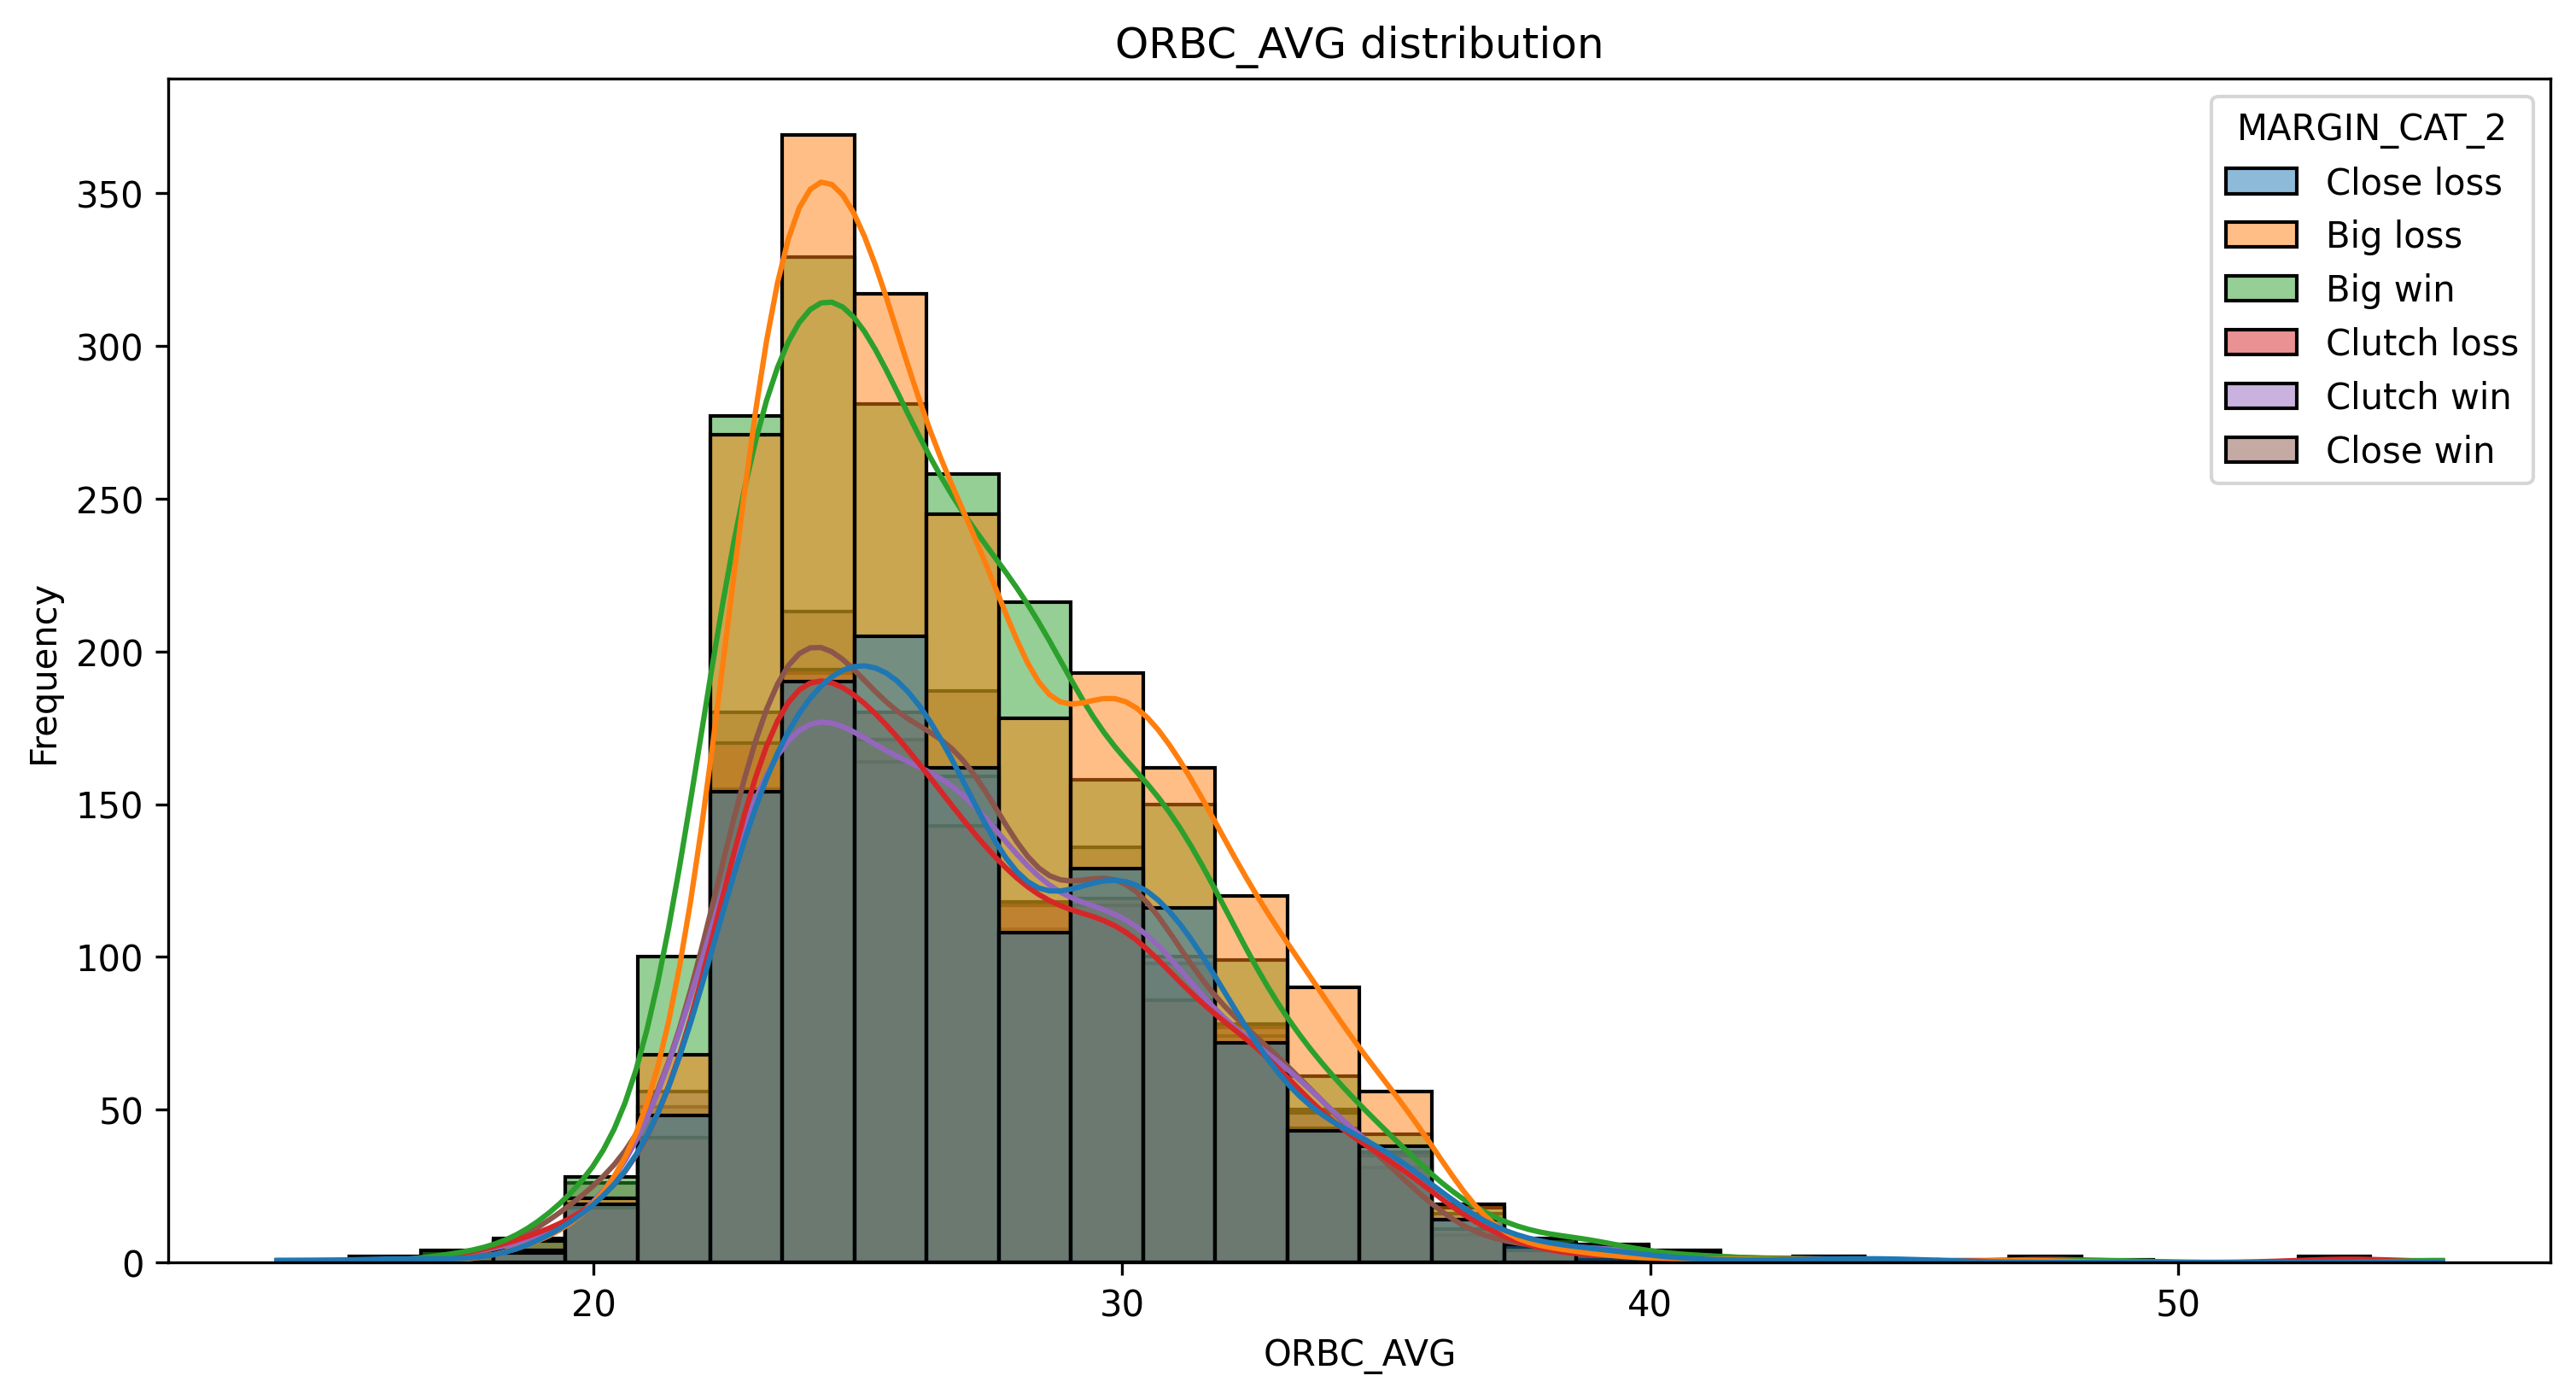 ORBC_AVG distribution
MARGIN_CAT_2
Close loss
Big loss
Big win
Clutch loss
Clutch win
Close win
Frequency
350
300
250
200
150
100
50
0
20
30
40
50
ORBC_AVG